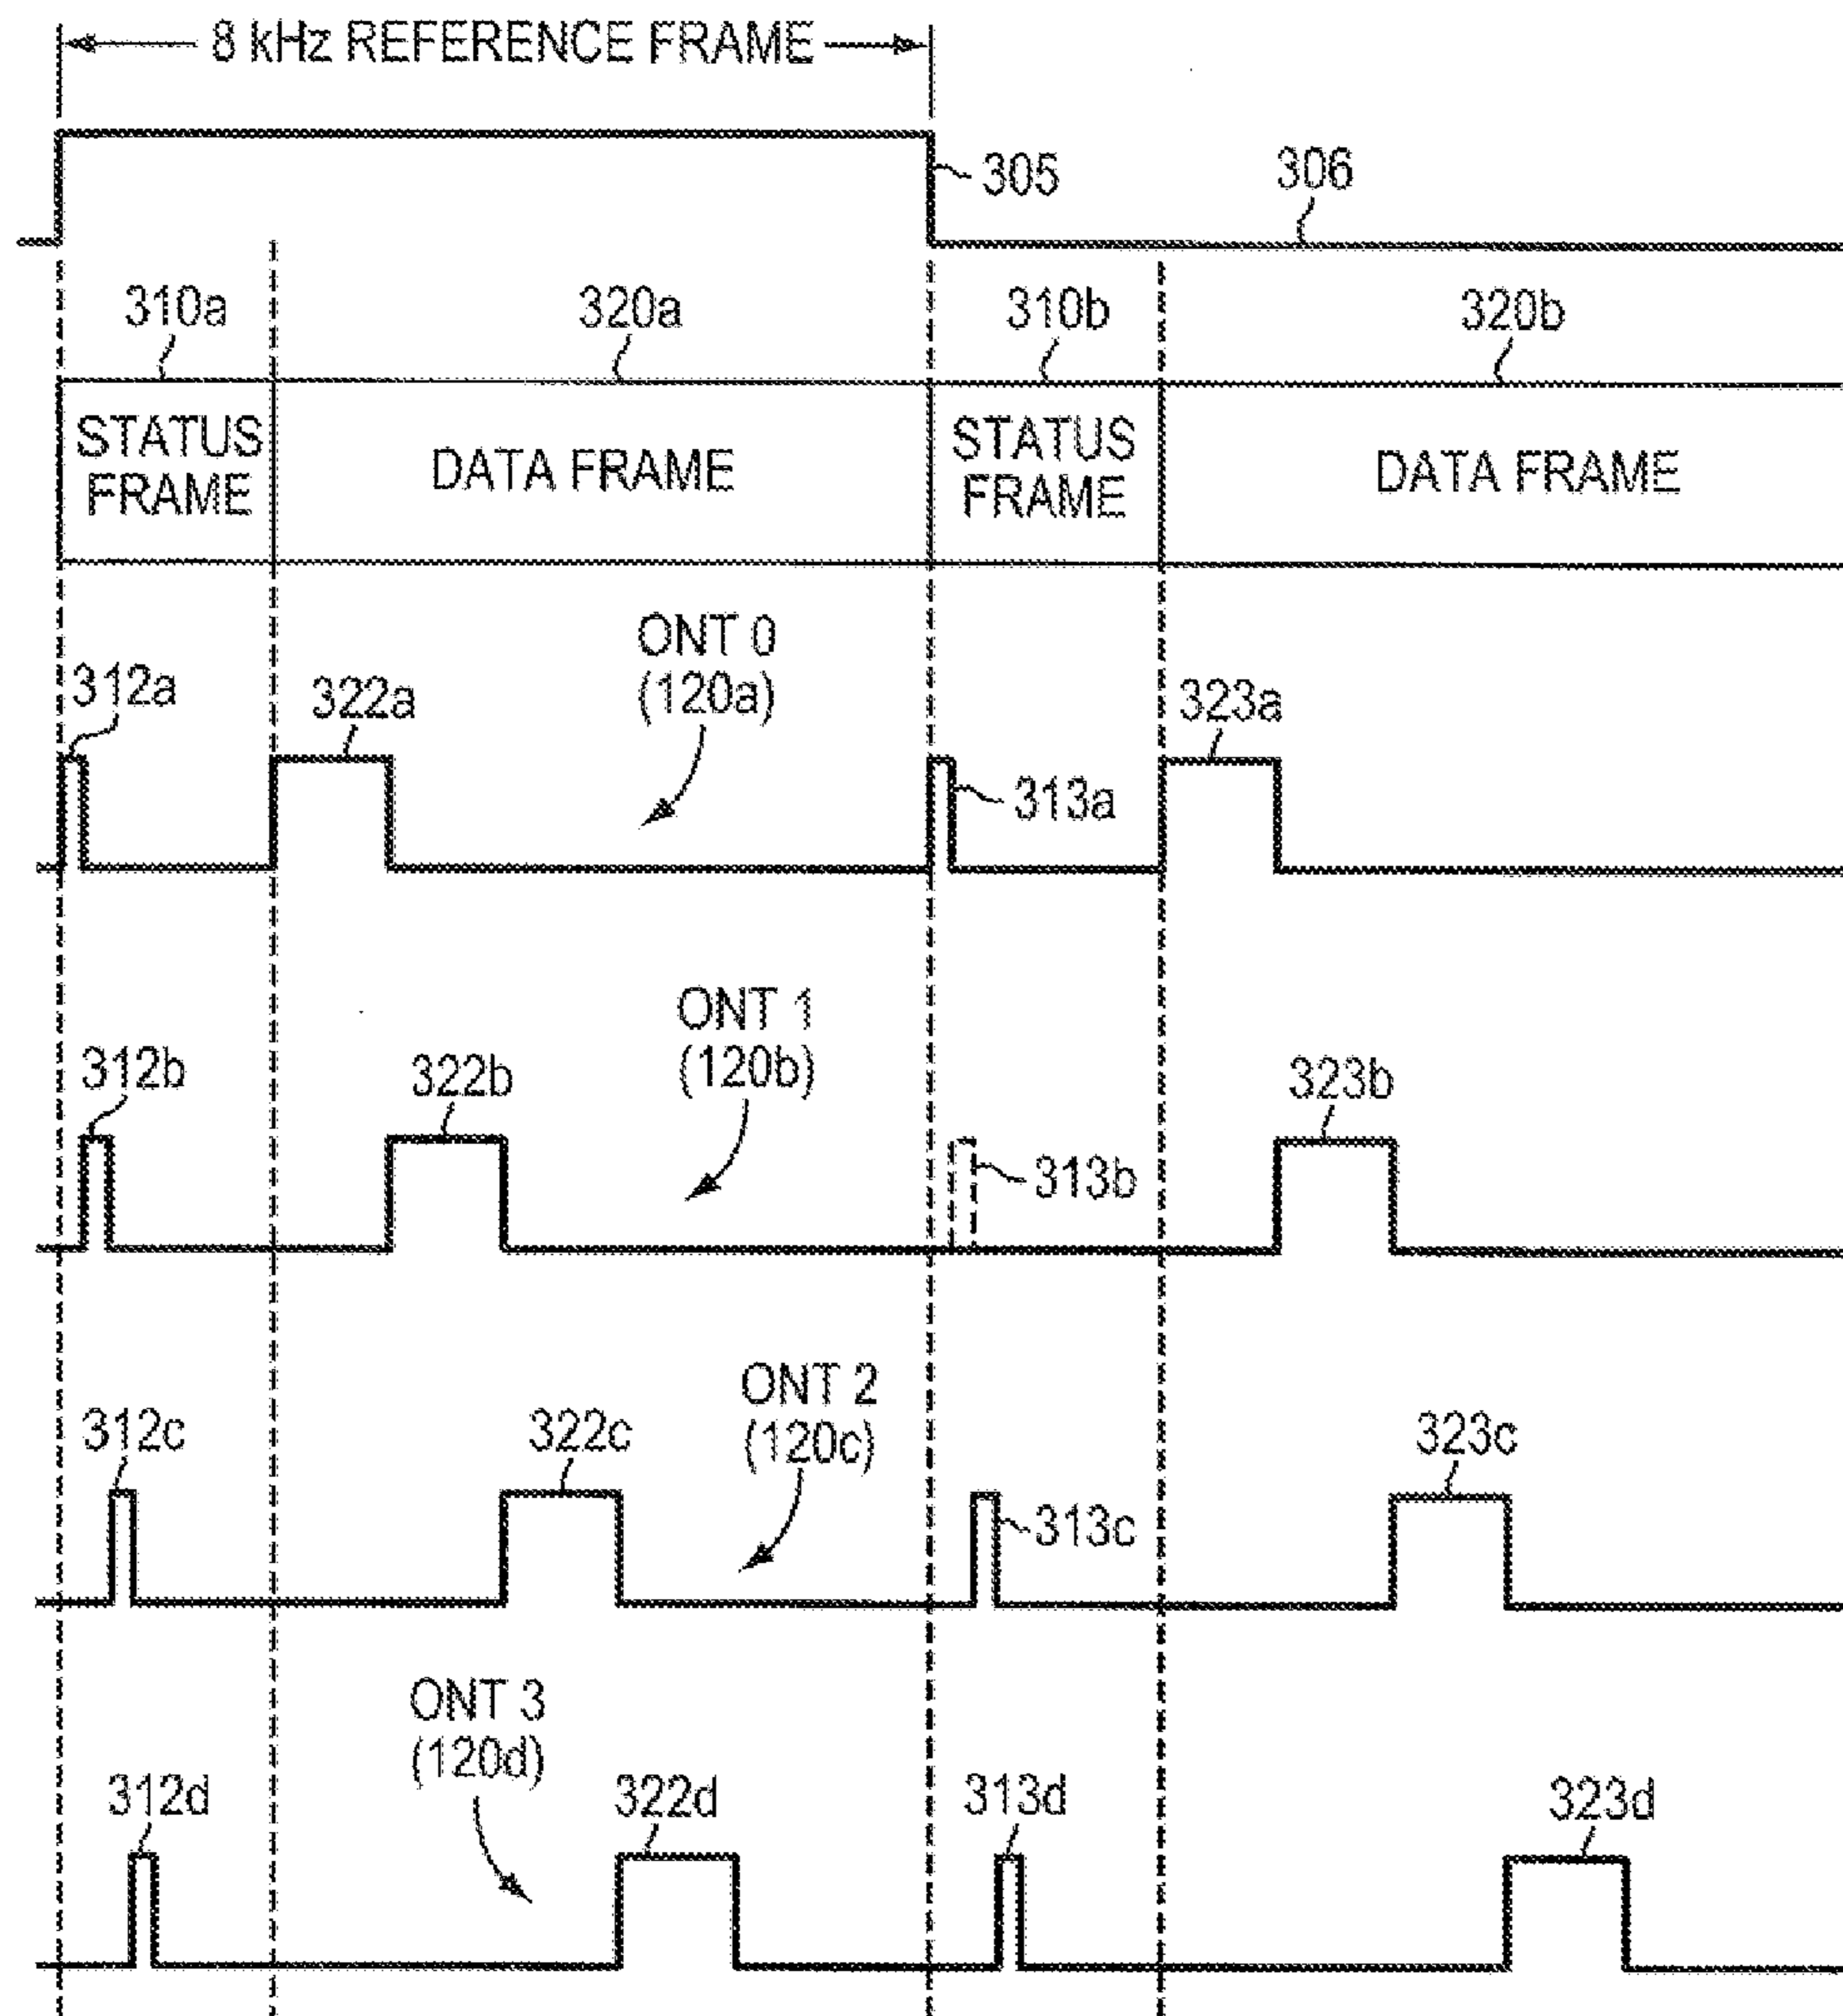 8 kHz REFERENCE FRAME
305
306
310a
320a
310b
320b
STATUS
FRAME
DATA FRAME
STATUS
FRAME
DATA FRAME
ONT 0
(120a)
312a
322a
323a
313a
ONT 1
(120b)
312b
322b
323b
313b
ONT 2
(120c)
312c
322c
323c
313c
ONT 3
(120d)
312d
322d
313d
323d